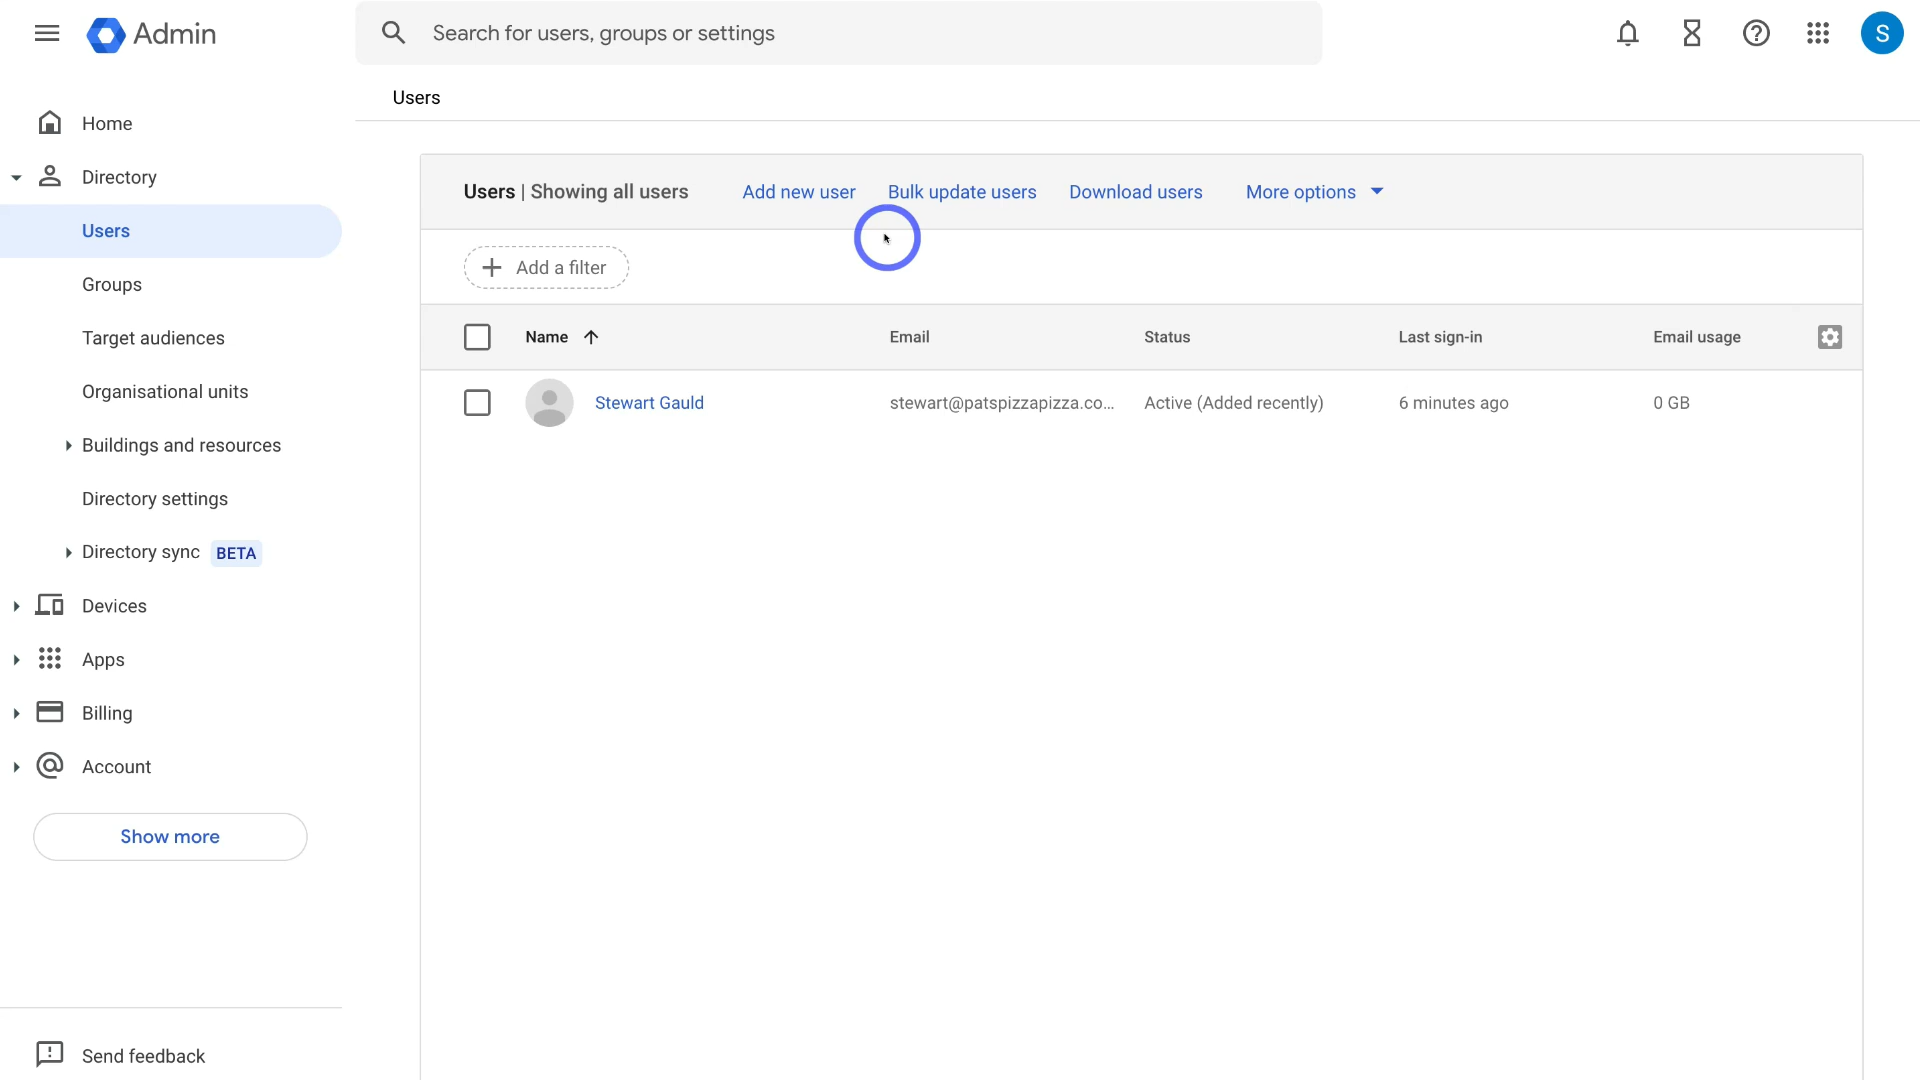 Admin
Search for users, groups or settings
S
Users
Home
Directory
Users
Groups
Target audiences
Organisational units
Buildings and resources
Directory settings
Directory sync BETA
Devices
Apps
Billing
Account
Show more
Send feedback
Users | Showing all users Add new user Bulk update users Download users More options
Add a filter
Name Email Status Last sign-in Email usage
Stewart Gauld stewart@patspizzapizza.co... Active (Added recently) 6 minutes ago 0 GB